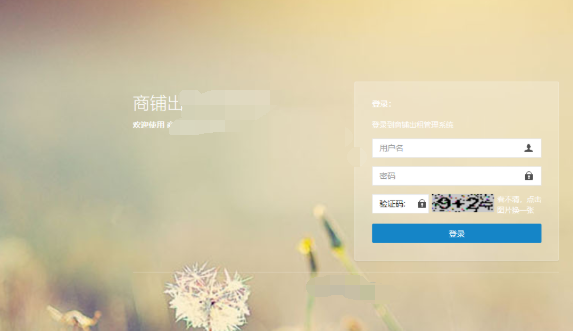 商铺出
欢迎使用
登录:
登录到商铺出租管理系统
用户名
密码
验证码:
9+2=
看不清，点击
图片换一张
登录